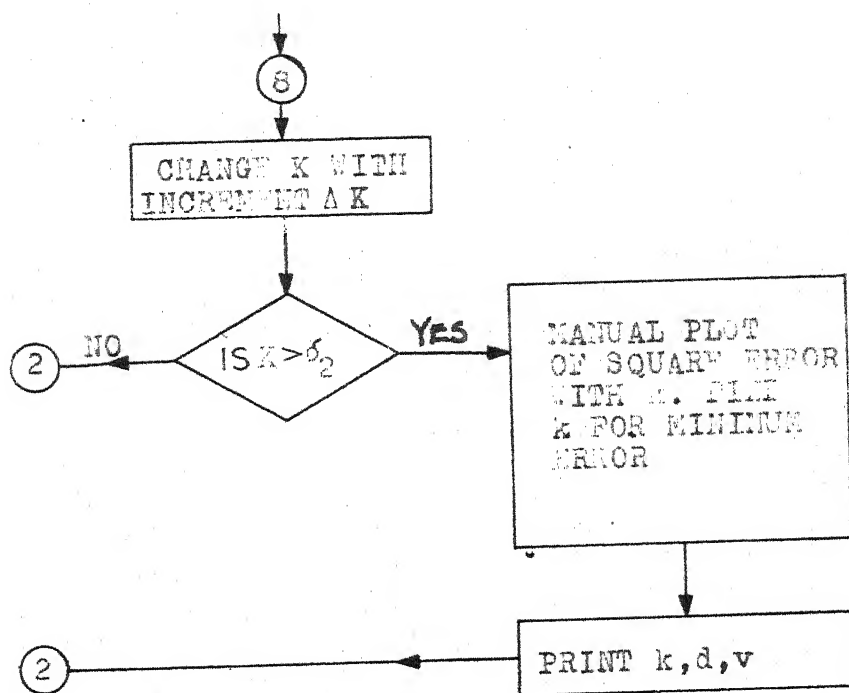 8
CHANGE K WITH
INCREMENT Δ K
IS K > δ₂
NO
2
YES
MANUAL PLOT
OF SQUARE ERROR
WITH
k FOR MINIMUM
ERROR
PRINT k,d,v
2